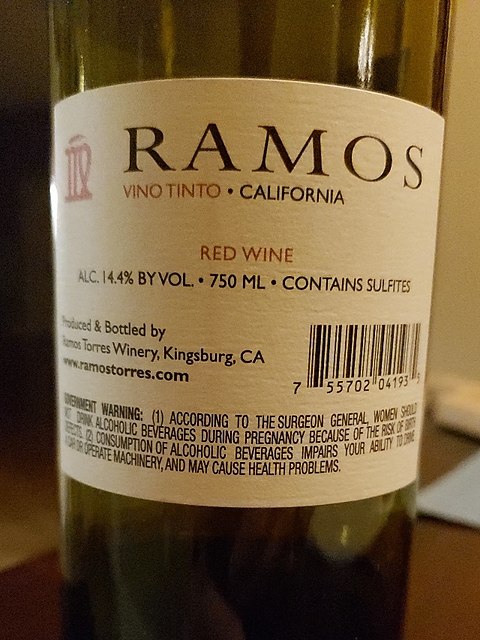 RAMOS
VINO TINTO • CALIFORNIA
RED WINE
ALC. 14.4% BY VOL. • 750 ML • CONTAINS SULFITES
Produced & Bottled by
Ramos Torres Winery, Kingsburg, CA
www.ramostorres.com
7 55702 04193 5
GOVERNMENT WARNING: (1) ACCORDING TO THE SURGEON GENERAL WOMEN SHOULD
NOT DRINK ALCOHOLIC BEVERAGES DURING PREGNANCY BECAUSE OF THE RISK OF BIRTH
DEFECTS. (2) CONSUMPTION OF ALCOHOLIC BEVERAGES IMPAIRS YOUR ABILITY TO DRIVE
A CAR OR OPERATE MACHINERY, AND MAY CAUSE HEALTH PROBLEMS.